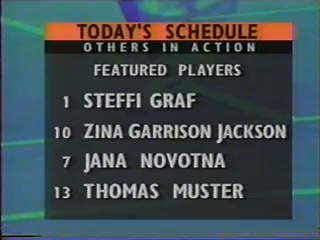 TODAY'S SCHEDULE
OTHERS IN ACTION
FEATURED PLAYERS
1 STEFFI GRAF
10 ZINA GARRISON JACKSON
7 JANA NOVOTNA
13 THOMAS MUSTER